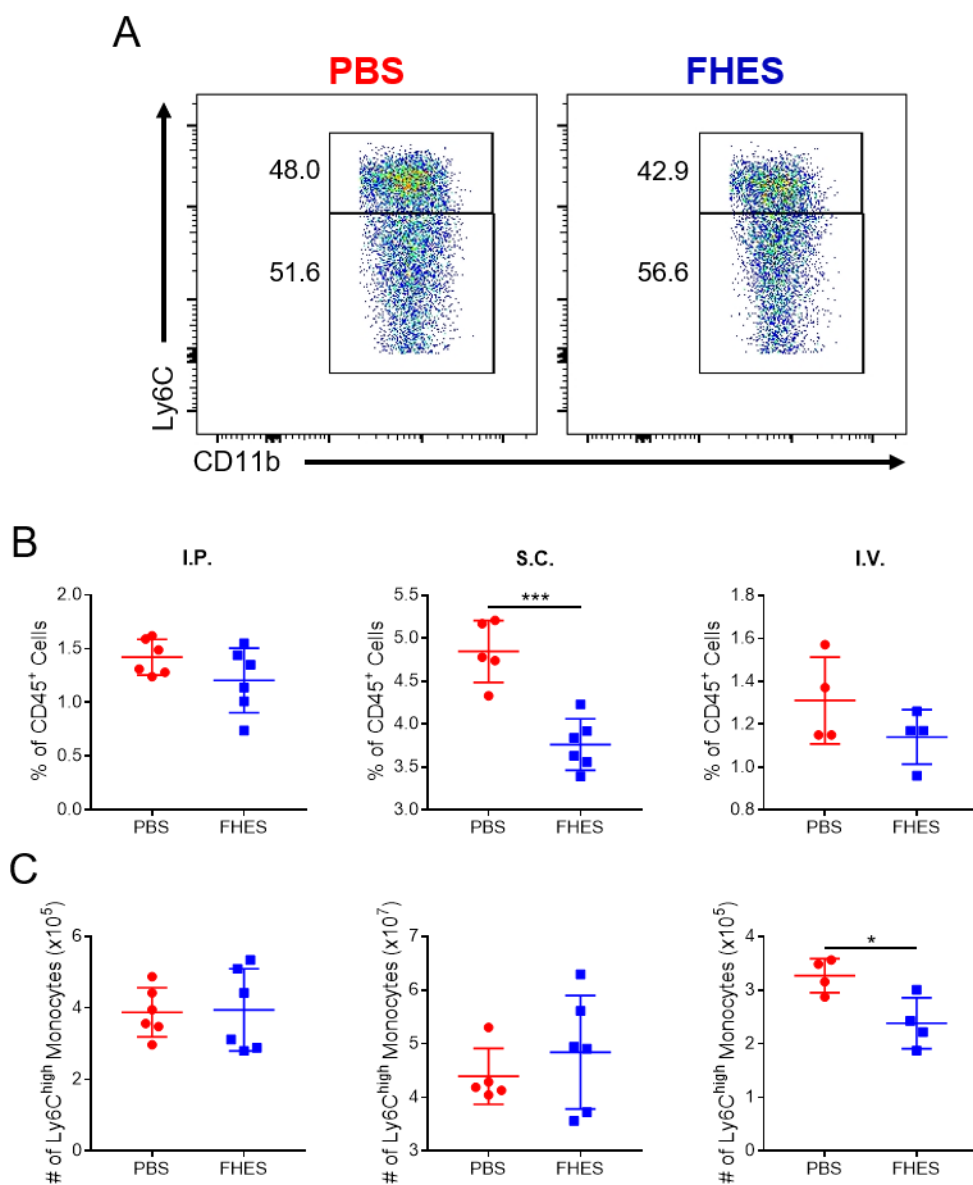 A
PBS
FHES
48.0
42.9
51.6
56.6
Ly6C
CD11b
B
I.P.
S.C.
I.V.
% of CD45⁺ Cells
2.0
1.5
1.0
0.5
0.0
PBS
FHES
% of CD45⁺ Cells
5.5
5.0
4.5
4.0
3.5
3.0
***
PBS
FHES
% of CD45⁺ Cells
1.8
1.6
1.4
1.2
1.0
0.8
PBS
FHES
C
# of Ly6Cʰⁱᵍʰ Monocytes (x10⁵)
6
4
2
0
PBS
FHES
# of Ly6Cʰⁱᵍʰ Monocytes (x10⁷)
7
6
5
4
3
PBS
FHES
# of Ly6Cʰⁱᵍʰ Monocytes (x10⁵)
4
3
2
0
*
PBS
FHES